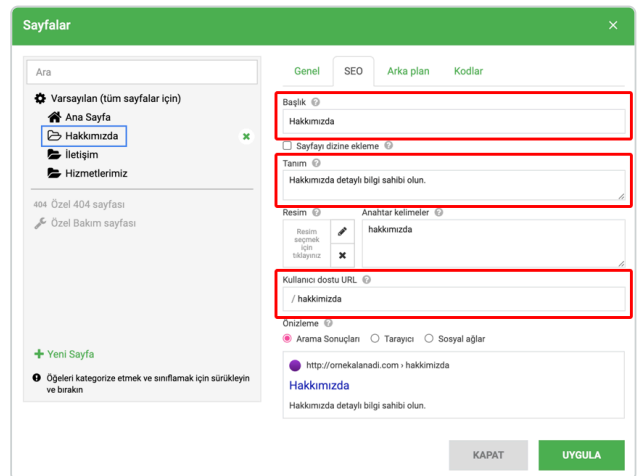 Sayfalar
Ara
Varsayılan (tüm sayfalar için)
Ana Sayfa
Hakkımızda
İletişim
Hizmetlerimiz
404 Özel 404 sayfası
Özel Bakım sayfası
Yeni Sayfa
Öğeleri kategorize etmek ve sınıflamak için sürükleyin
ve bırakın
Genel SEO Arka plan Kodlar
Başlık
Hakkımızda
Sayfayı dizine ekleme
Tanım
Hakkımızda detaylı bilgi sahibi olun.
Resim Anahtar kelimeler
Resim
seçmek
için
tıklayınız
hakkımızda
Kullanıcı dostu URL
/ hakkimizda
Önizleme
Arama Sonuçları Tarayıcı Sosyal ağlar
http://ornekalanadi.com › hakkimizda
Hakkımızda
Hakkımızda detaylı bilgi sahibi olun.
KAPAT UYGULA